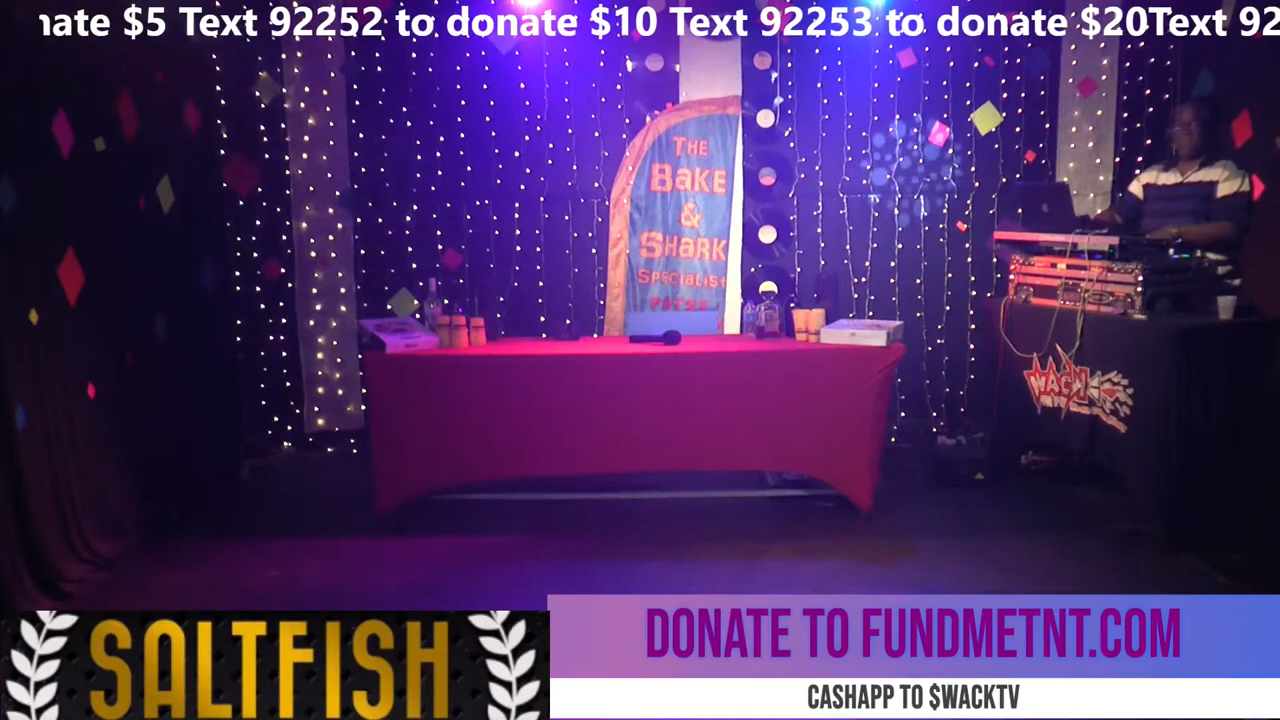 nate $5 Text 92252 to donate $10 Text 92253 to donate $20Text 92
THE
BaKE
&
SHaRK
SPecialisT
WACK
SALTFISH
DONATE TO FUNDMETNT.COM
CASHAPP TO $WACKTV